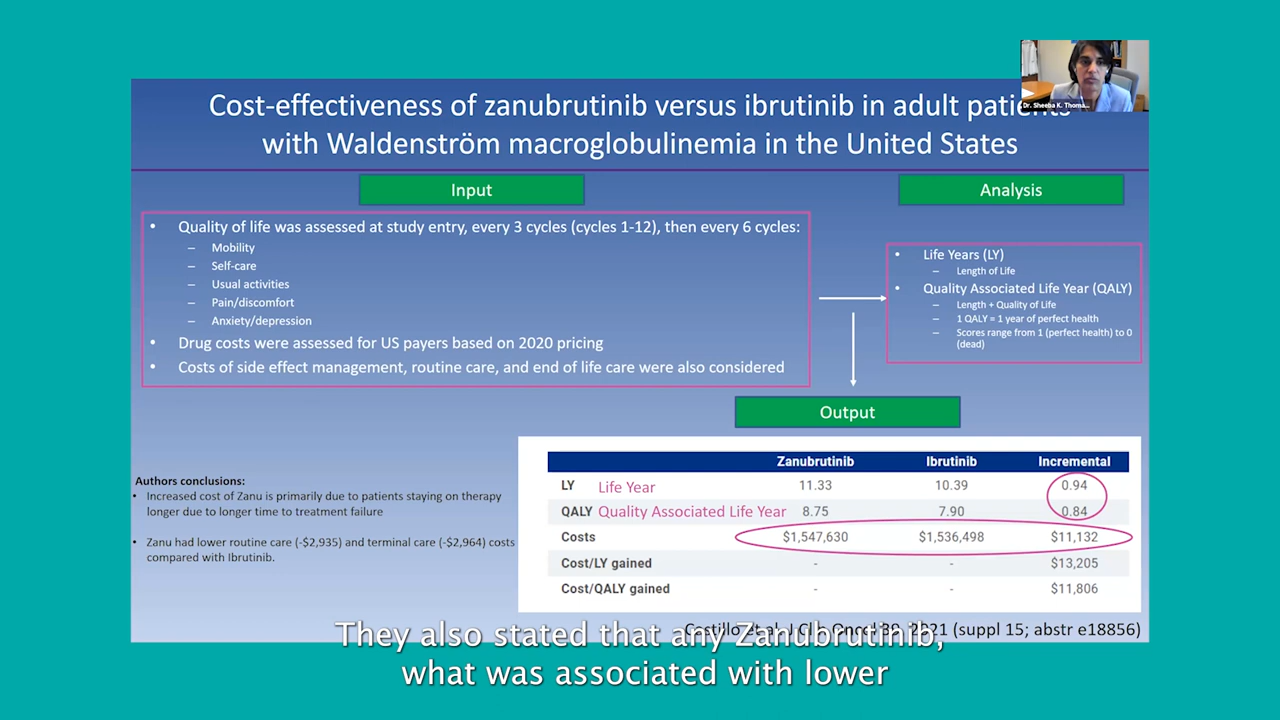 Dr. Sheeba K. Thoma...
Cost-effectiveness of zanubrutinib versus ibrutinib in adult patients
with Waldenström macroglobulinemia in the United States
Input
Analysis
• Quality of life was assessed at study entry, every 3 cycles (cycles 1-12), then every 6 cycles:
– Mobility
– Self-care
– Usual activities
– Pain/discomfort
– Anxiety/depression
• Drug costs were assessed for US payers based on 2020 pricing
• Costs of side effect management, routine care, and end of life care were also considered
• Life Years (LY)
– Length of Life
• Quality Associated Life Year (QALY)
– Length + Quality of Life
– 1 QALY = 1 year of perfect health
– Scores range from 1 (perfect health) to 0
(dead)
Output
Authors conclusions:
• Increased cost of Zanu is primarily due to patients staying on therapy
longer due to longer time to treatment failure
• Zanu had lower routine care (-$2,935) and terminal care (-$2,964) costs
compared with Ibrutinib.
Zanubrutinib Ibrutinib Incremental
LY Life Year 11.33 10.39 0.94
QALY Quality Associated Life Year 8.75 7.90 0.84
Costs $1,547,630 $1,536,498 $11,132
Cost/LY gained - - $13,205
Cost/QALY gained - - $11,806
Castillo et al. J Clin Oncol 39, 2021 (suppl 15; abstr e18856)
They also stated that any Zanubrutinib,
what was associated with lower